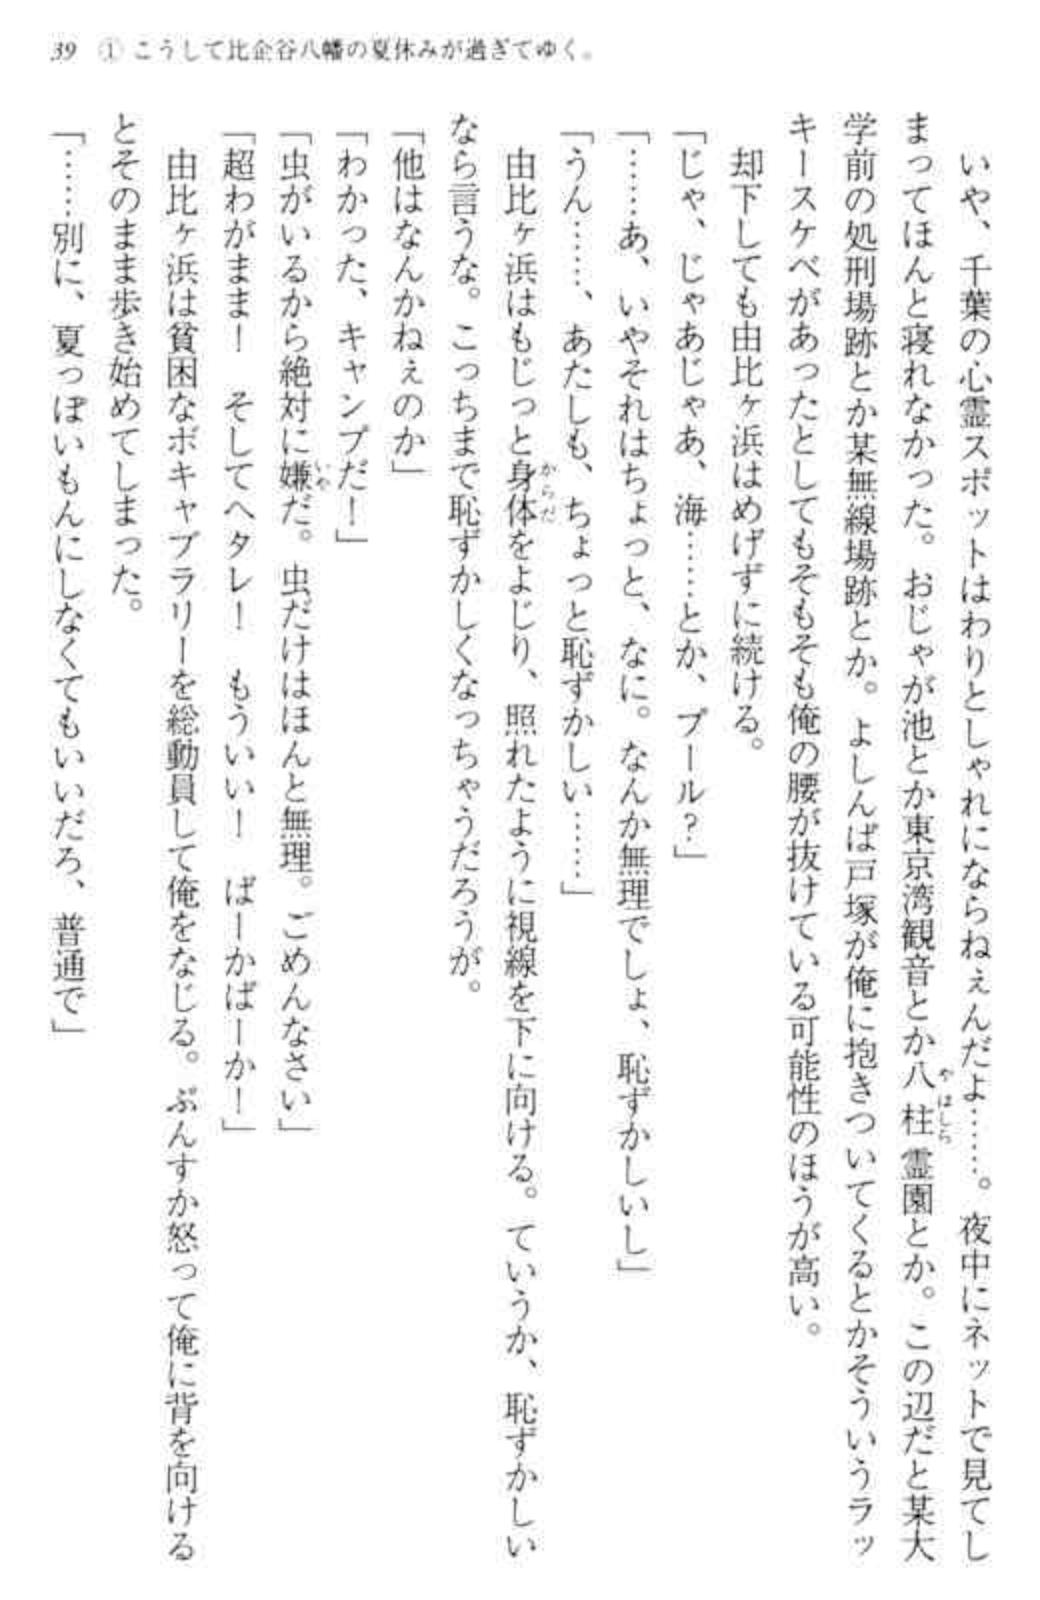 39 ① こうして比企谷八幡の夏休みが過ぎてゆく。
いや、千葉の心霊スポットはわりとしゃれにならねぇんだよ……。夜中にネットで見てし
まってほんと寝れなかった。おじゃが池とか東京湾観音とか八柱霊園とか。この辺だと某大
やはしら
学前の処刑場跡とか某無線場跡とか。よしんば戸塚が俺に抱きついてくるとかそういうラッ
キースケベがあったとしてもそもそも俺の腰が抜けている可能性のほうが高い。
却下しても由比ヶ浜はめげずに続ける。
「じゃ、じゃあじゃあ、海……とか、プール?」
「……あ、いやそれはちょっと、なに。なんか無理でしょ、恥ずかしいし」
「うん……、あたしも、ちょっと恥ずかしい……」
由比ヶ浜はもじっと身体をよじり、照れたように視線を下に向ける。ていうか、恥ずかしい
からだ
なら言うな。こっちまで恥ずかしくなっちゃうだろうが。
「他はなんかねぇのか」
「わかった、キャンプだ!」
「虫がいるから絶対に嫌だ。虫だけはほんと無理。ごめんなさい」
いや
「超わがまま! そしてヘタレ! もういい! ばーかばーか!」
由比ヶ浜は貧困なボキャブラリーを総動員して俺をなじる。ぷんすか怒って俺に背を向ける
とそのまま歩き始めてしまった。
「……別に、夏っぽいもんにしなくてもいいだろ、普通で」